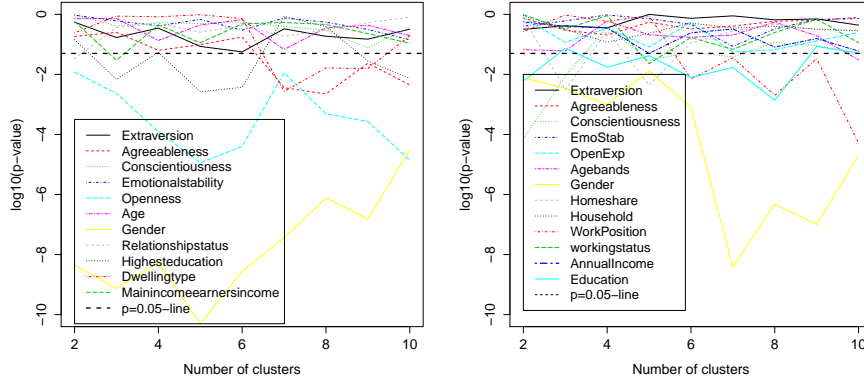 log10(p−value)
0
−2
−4
−6
−8
−10
Extraversion
Agreeableness
Conscientiousness
Emotionalstability
Openness
Age
Gender
Relationshipstatus
Highesteducation
Dwellingtype
Mainincomeearnersincome
p=0.05−line
2
4
6
8
10
Number of clusters
log10(p−value)
0
−2
−4
−6
−8
−10
Extraversion
Agreeableness
Conscientiousness
EmoStab
OpenExp
Agebands
Gender
Homeshare
Household
WorkPosition
workingstatus
AnnualIncome
Education
p=0.05−line
2
4
6
8
10
Number of clusters